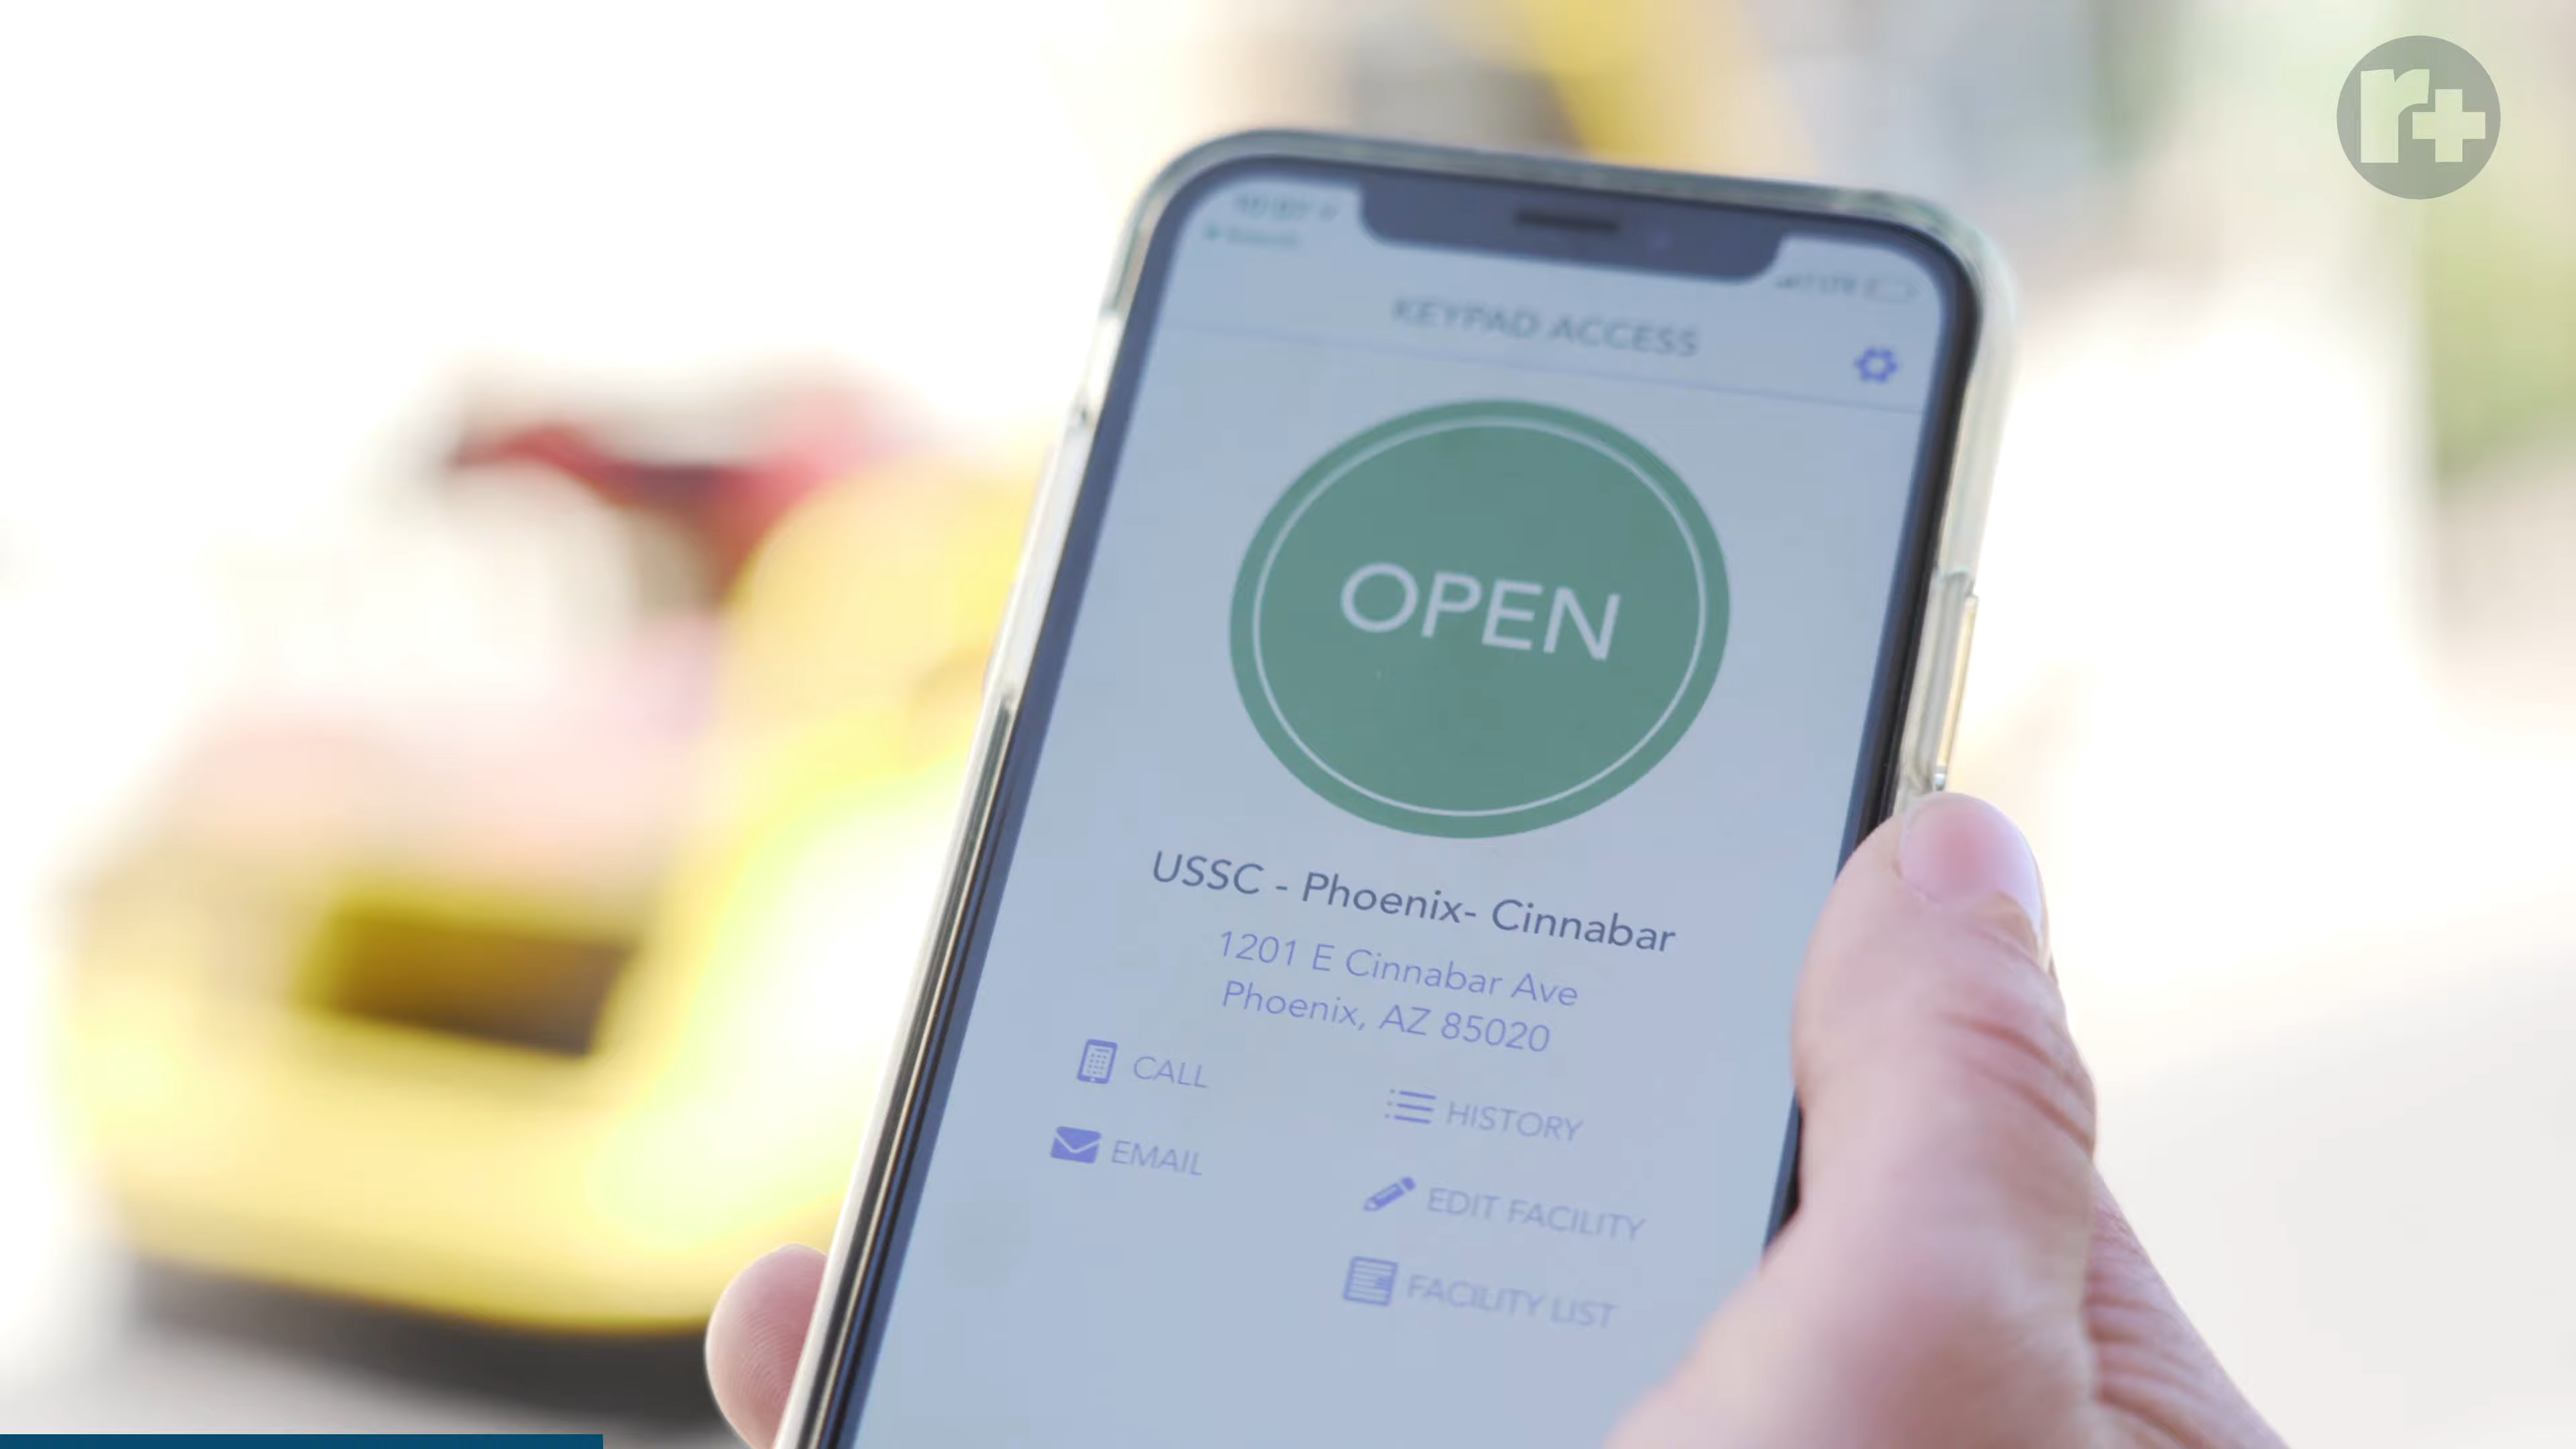 r+
KEYPAD ACCESS
OPEN
USSC - Phoenix- Cinnabar
1201 E Cinnabar Ave
Phoenix, AZ 85020
CALL
HISTORY
EMAIL
EDIT FACILITY
FACILITY LIST